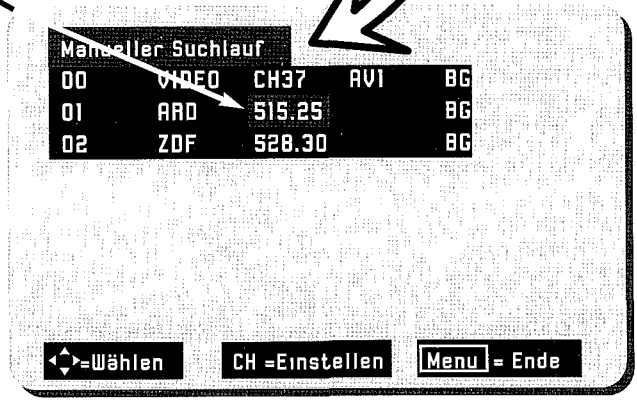 Manueller Suchlauf
00 VIDEO CH37 AV1 BG
01 ARD 515.25 BG
02 ZDF 528.30 BG
=Wählen CH =Einstellen Menu = Ende